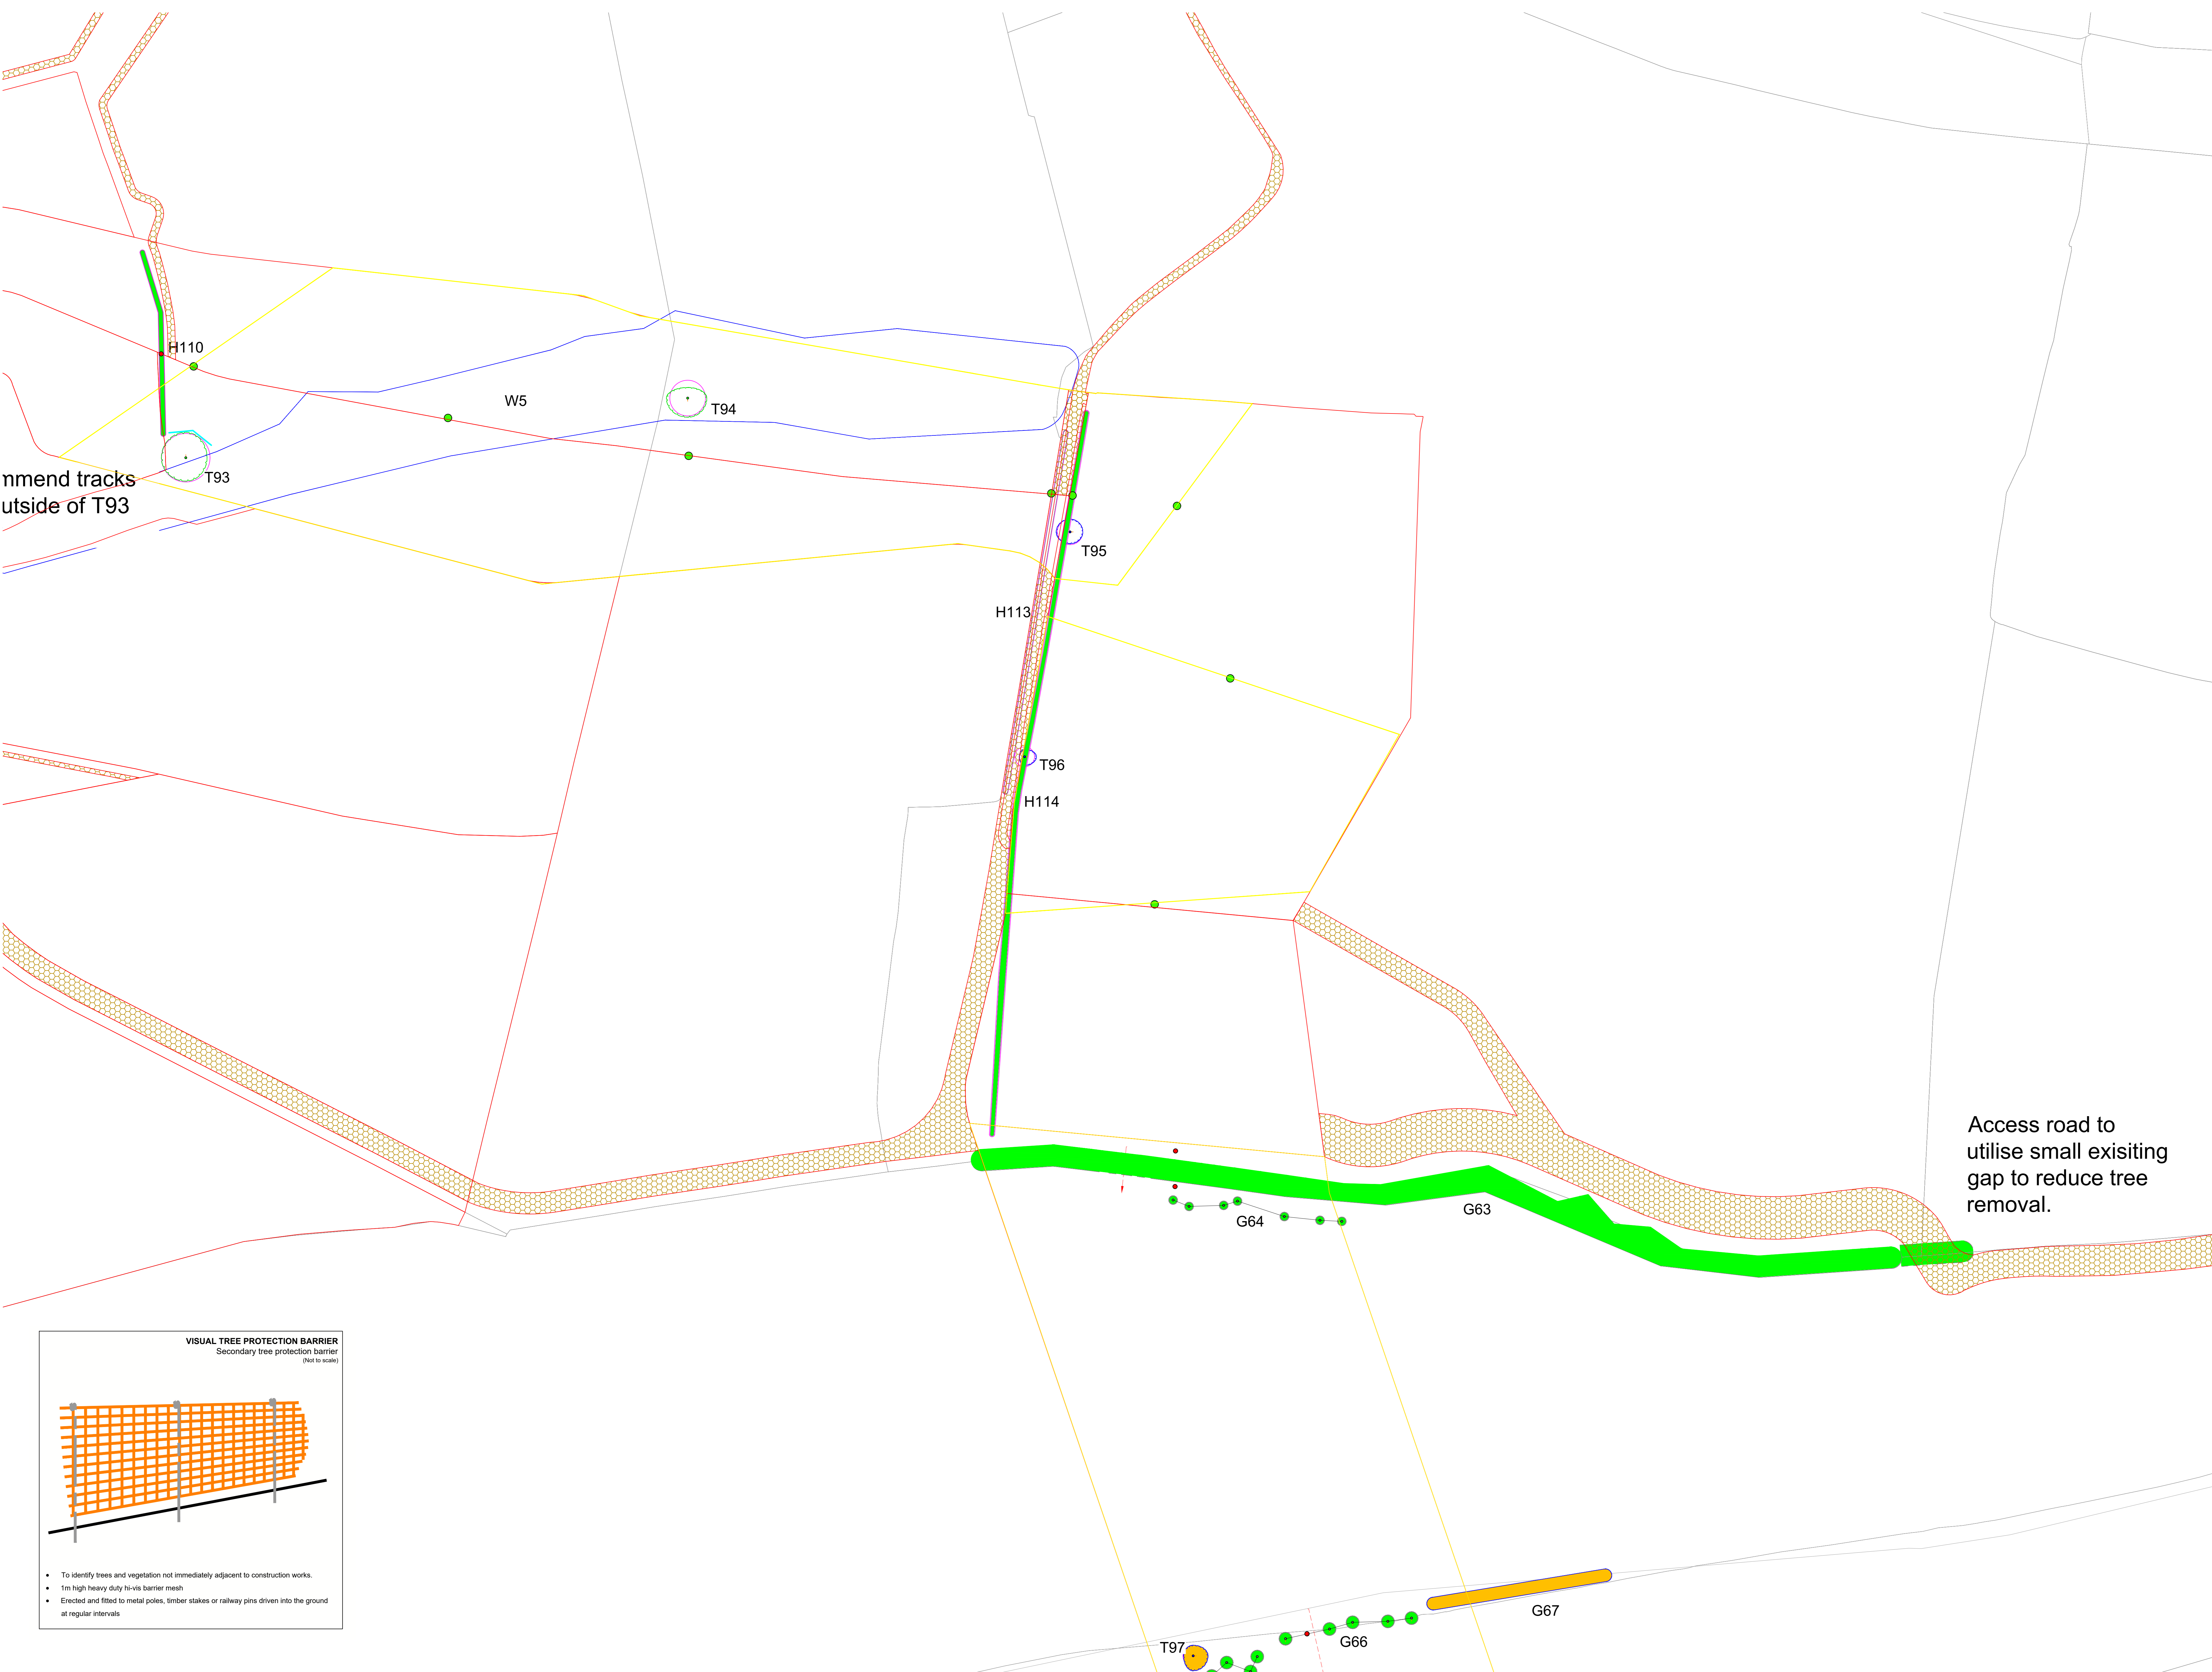 H110
W5
T94
T93
mmend tracks
utside of T93
T95
H113
T96
H114
Access road to
utilise small exisiting
gap to reduce tree
removal.
G64
G63
VISUAL TREE PROTECTION BARRIER
Secondary tree protection barrier
(Not to scale)
• To identify trees and vegetation not immediately adjacent to construction works.
• 1m high heavy duty hi-vis barrier mesh
• Erected and fitted to metal poles, timber stakes or railway pins driven into the ground
at regular intervals
G67
G66
T97